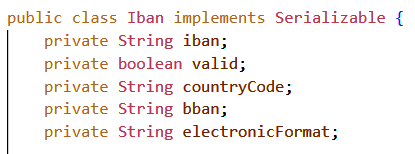 public class Iban implements Serializable {
    private String iban;
    private boolean valid;
    private String countryCode;
    private String bban;
    private String electronicFormat;